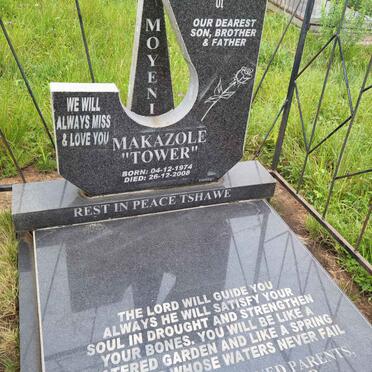 OF
OUR DEAREST
SON, BROTHER
& FATHER
MOYENI
WE WILL
ALWAYS MISS
& LOVE YOU
MAKAZOLE
"TOWER"
BORN: 04-12-1974
DIED: 26-12-2008
REST IN PEACE TSHAWE
THE LORD WILL GUIDE YOU
ALWAYS HE WILL SATISFY YOUR
SOUL IN DROUGHT AND STRENGTHEN
YOUR BONES. YOU WILL BE LIKE A
WATERED GARDEN AND LIKE A SPRING
WHOSE WATERS NEVER FAIL
PARENTS,